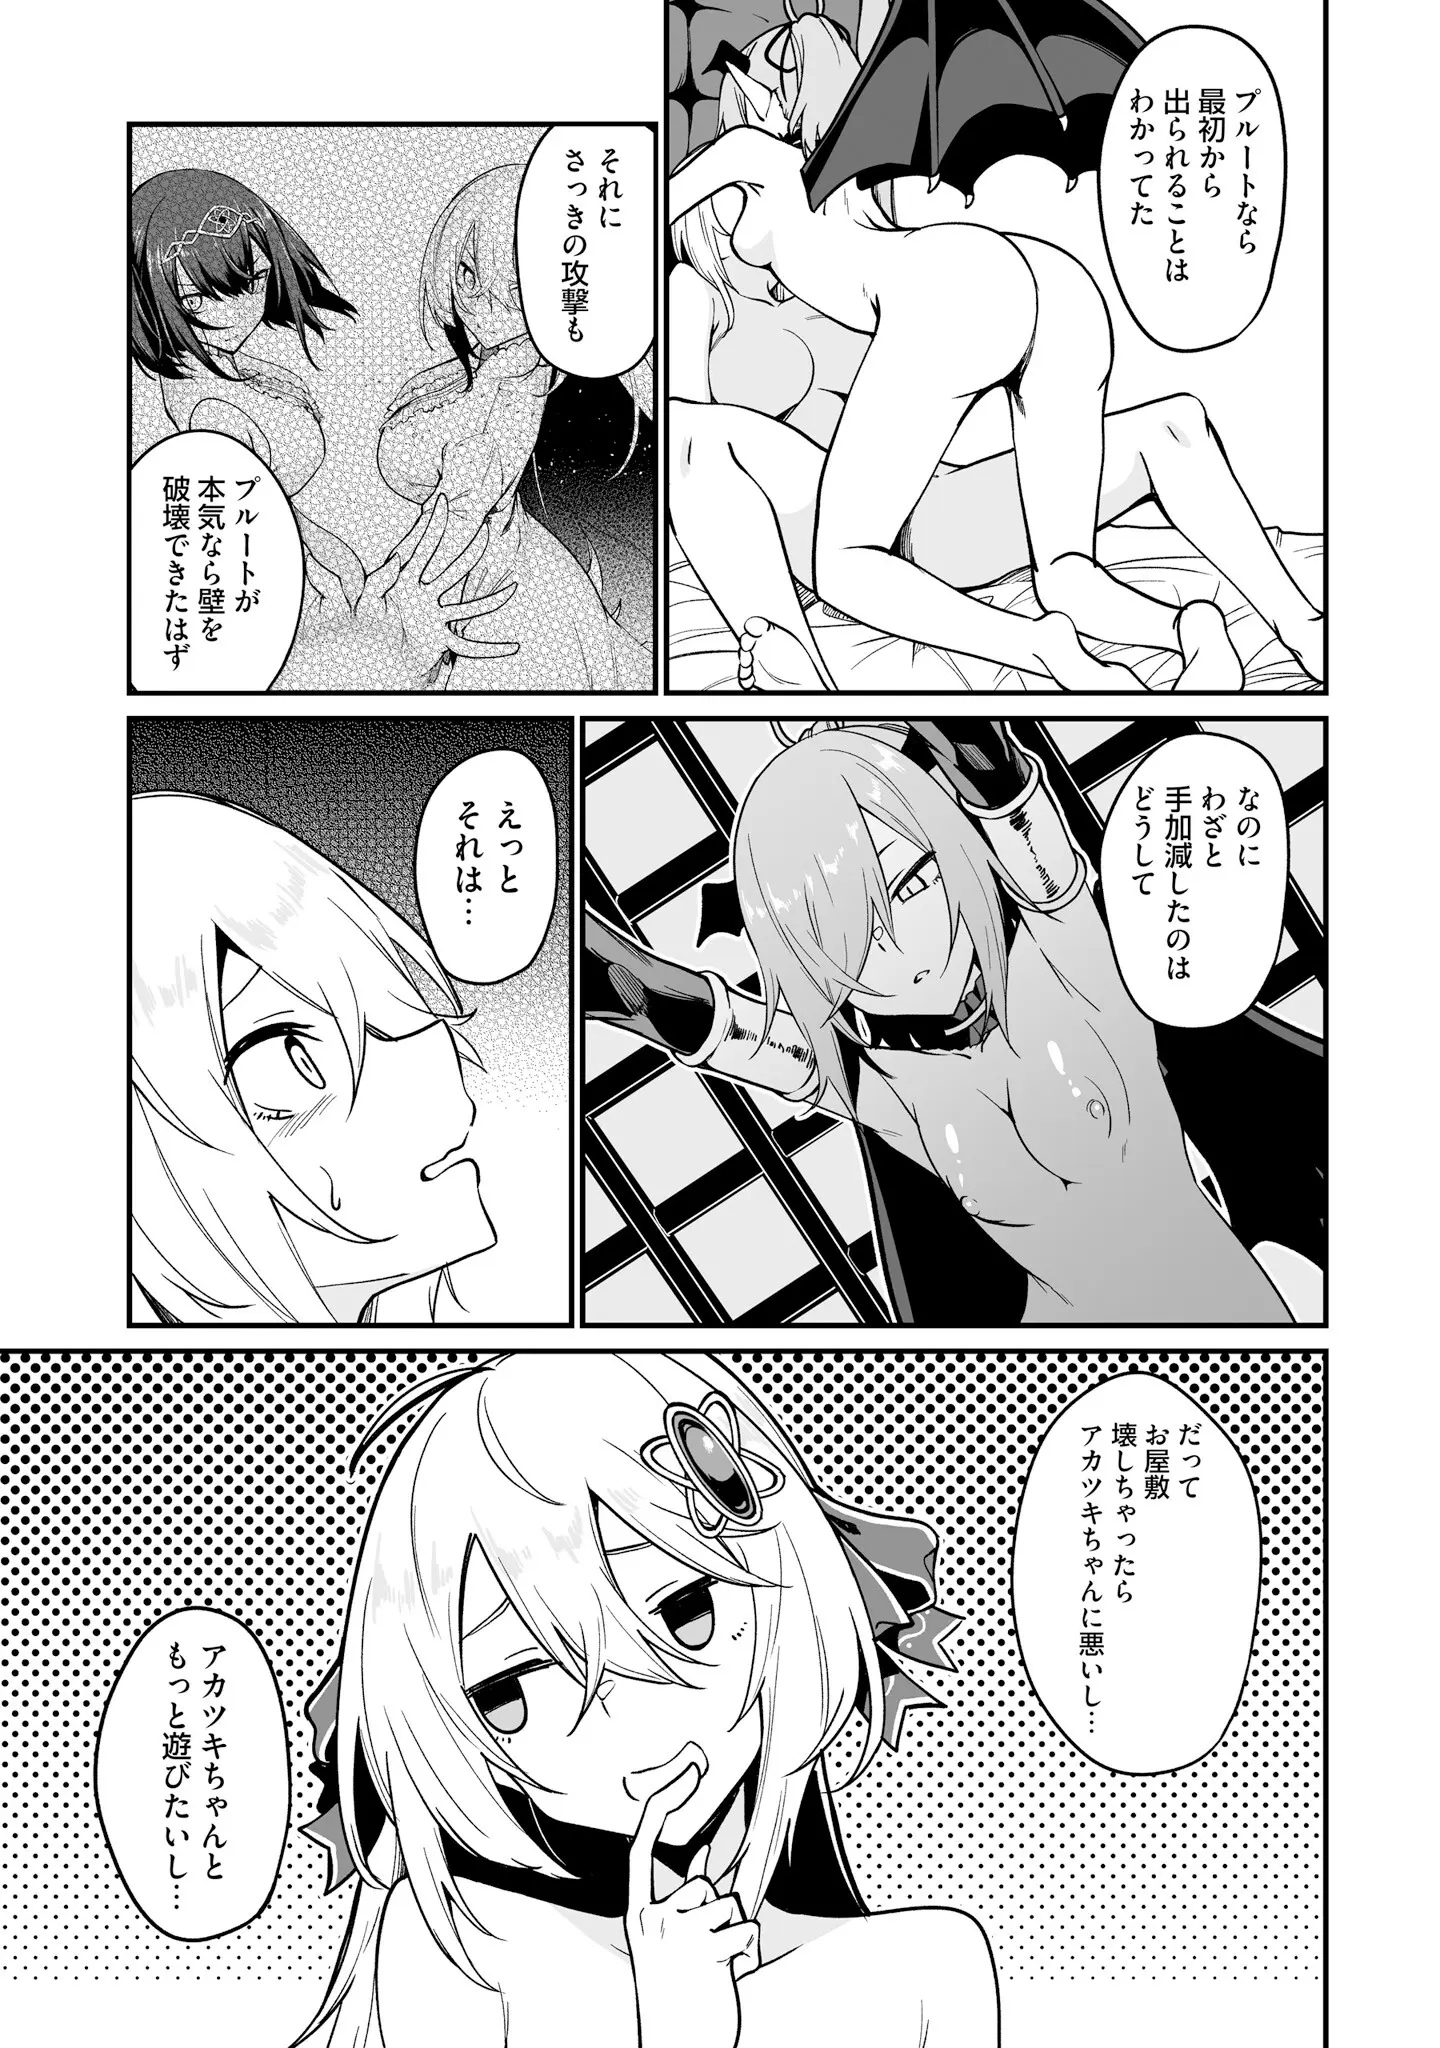 プルートなら
最初から
出られることは
わかってた
それに
さっきの攻撃も
プルートが
本気なら壁を
破壊できたはず
なのに
わざと
手加減したのは
どうして
えっと
それは…
だって
お屋敷
壊しちゃったら
アカツキちゃんに悪いし…
アカツキちゃんと
もっと遊びたいし…